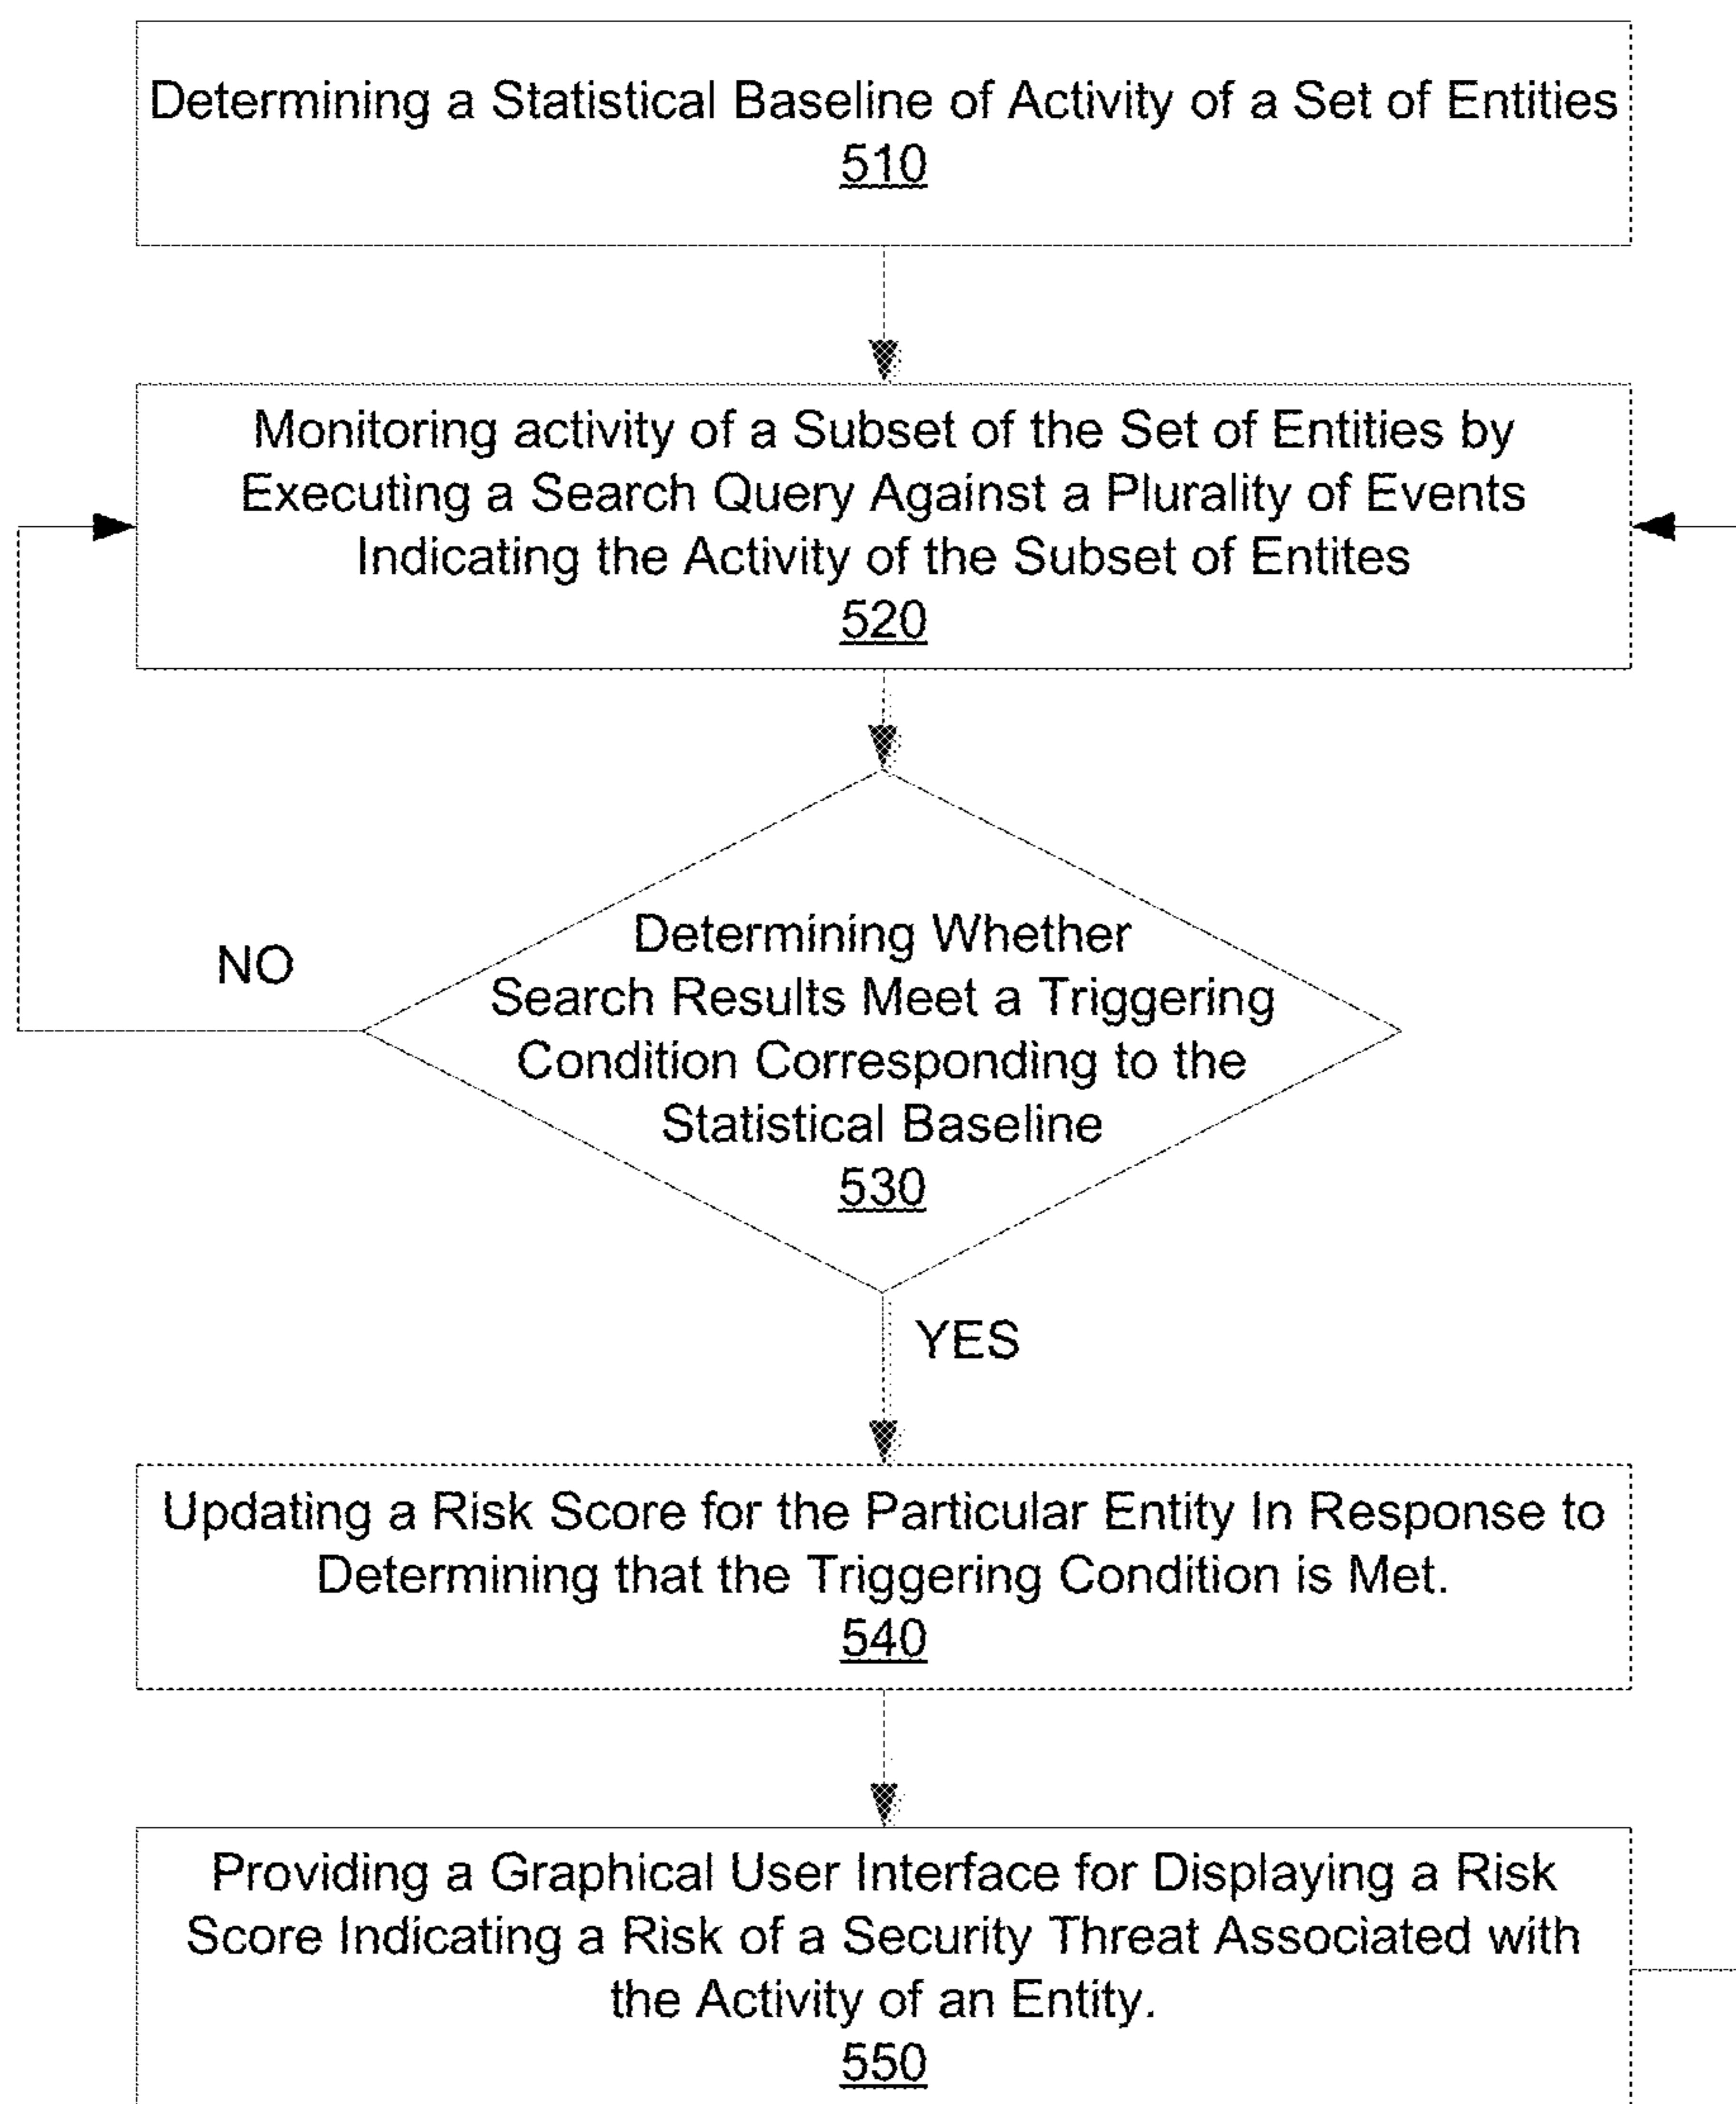 Determining a Statistical Baseline of Activity of a Set of Entities
510
Monitoring activity of a Subset of the Set of Entities by
Executing a Search Query Against a Plurality of Events
Indicating the Activity of the Subset of Entites
520
NO
Determining Whether
Search Results Meet a Triggering
Condition Corresponding to the
Statistical Baseline
530
YES
Updating a Risk Score for the Particular Entity In Response to
Determining that the Triggering Condition is Met.
540
Providing a Graphical User Interface for Displaying a Risk
Score Indicating a Risk of a Security Threat Associated with
the Activity of an Entity.
550